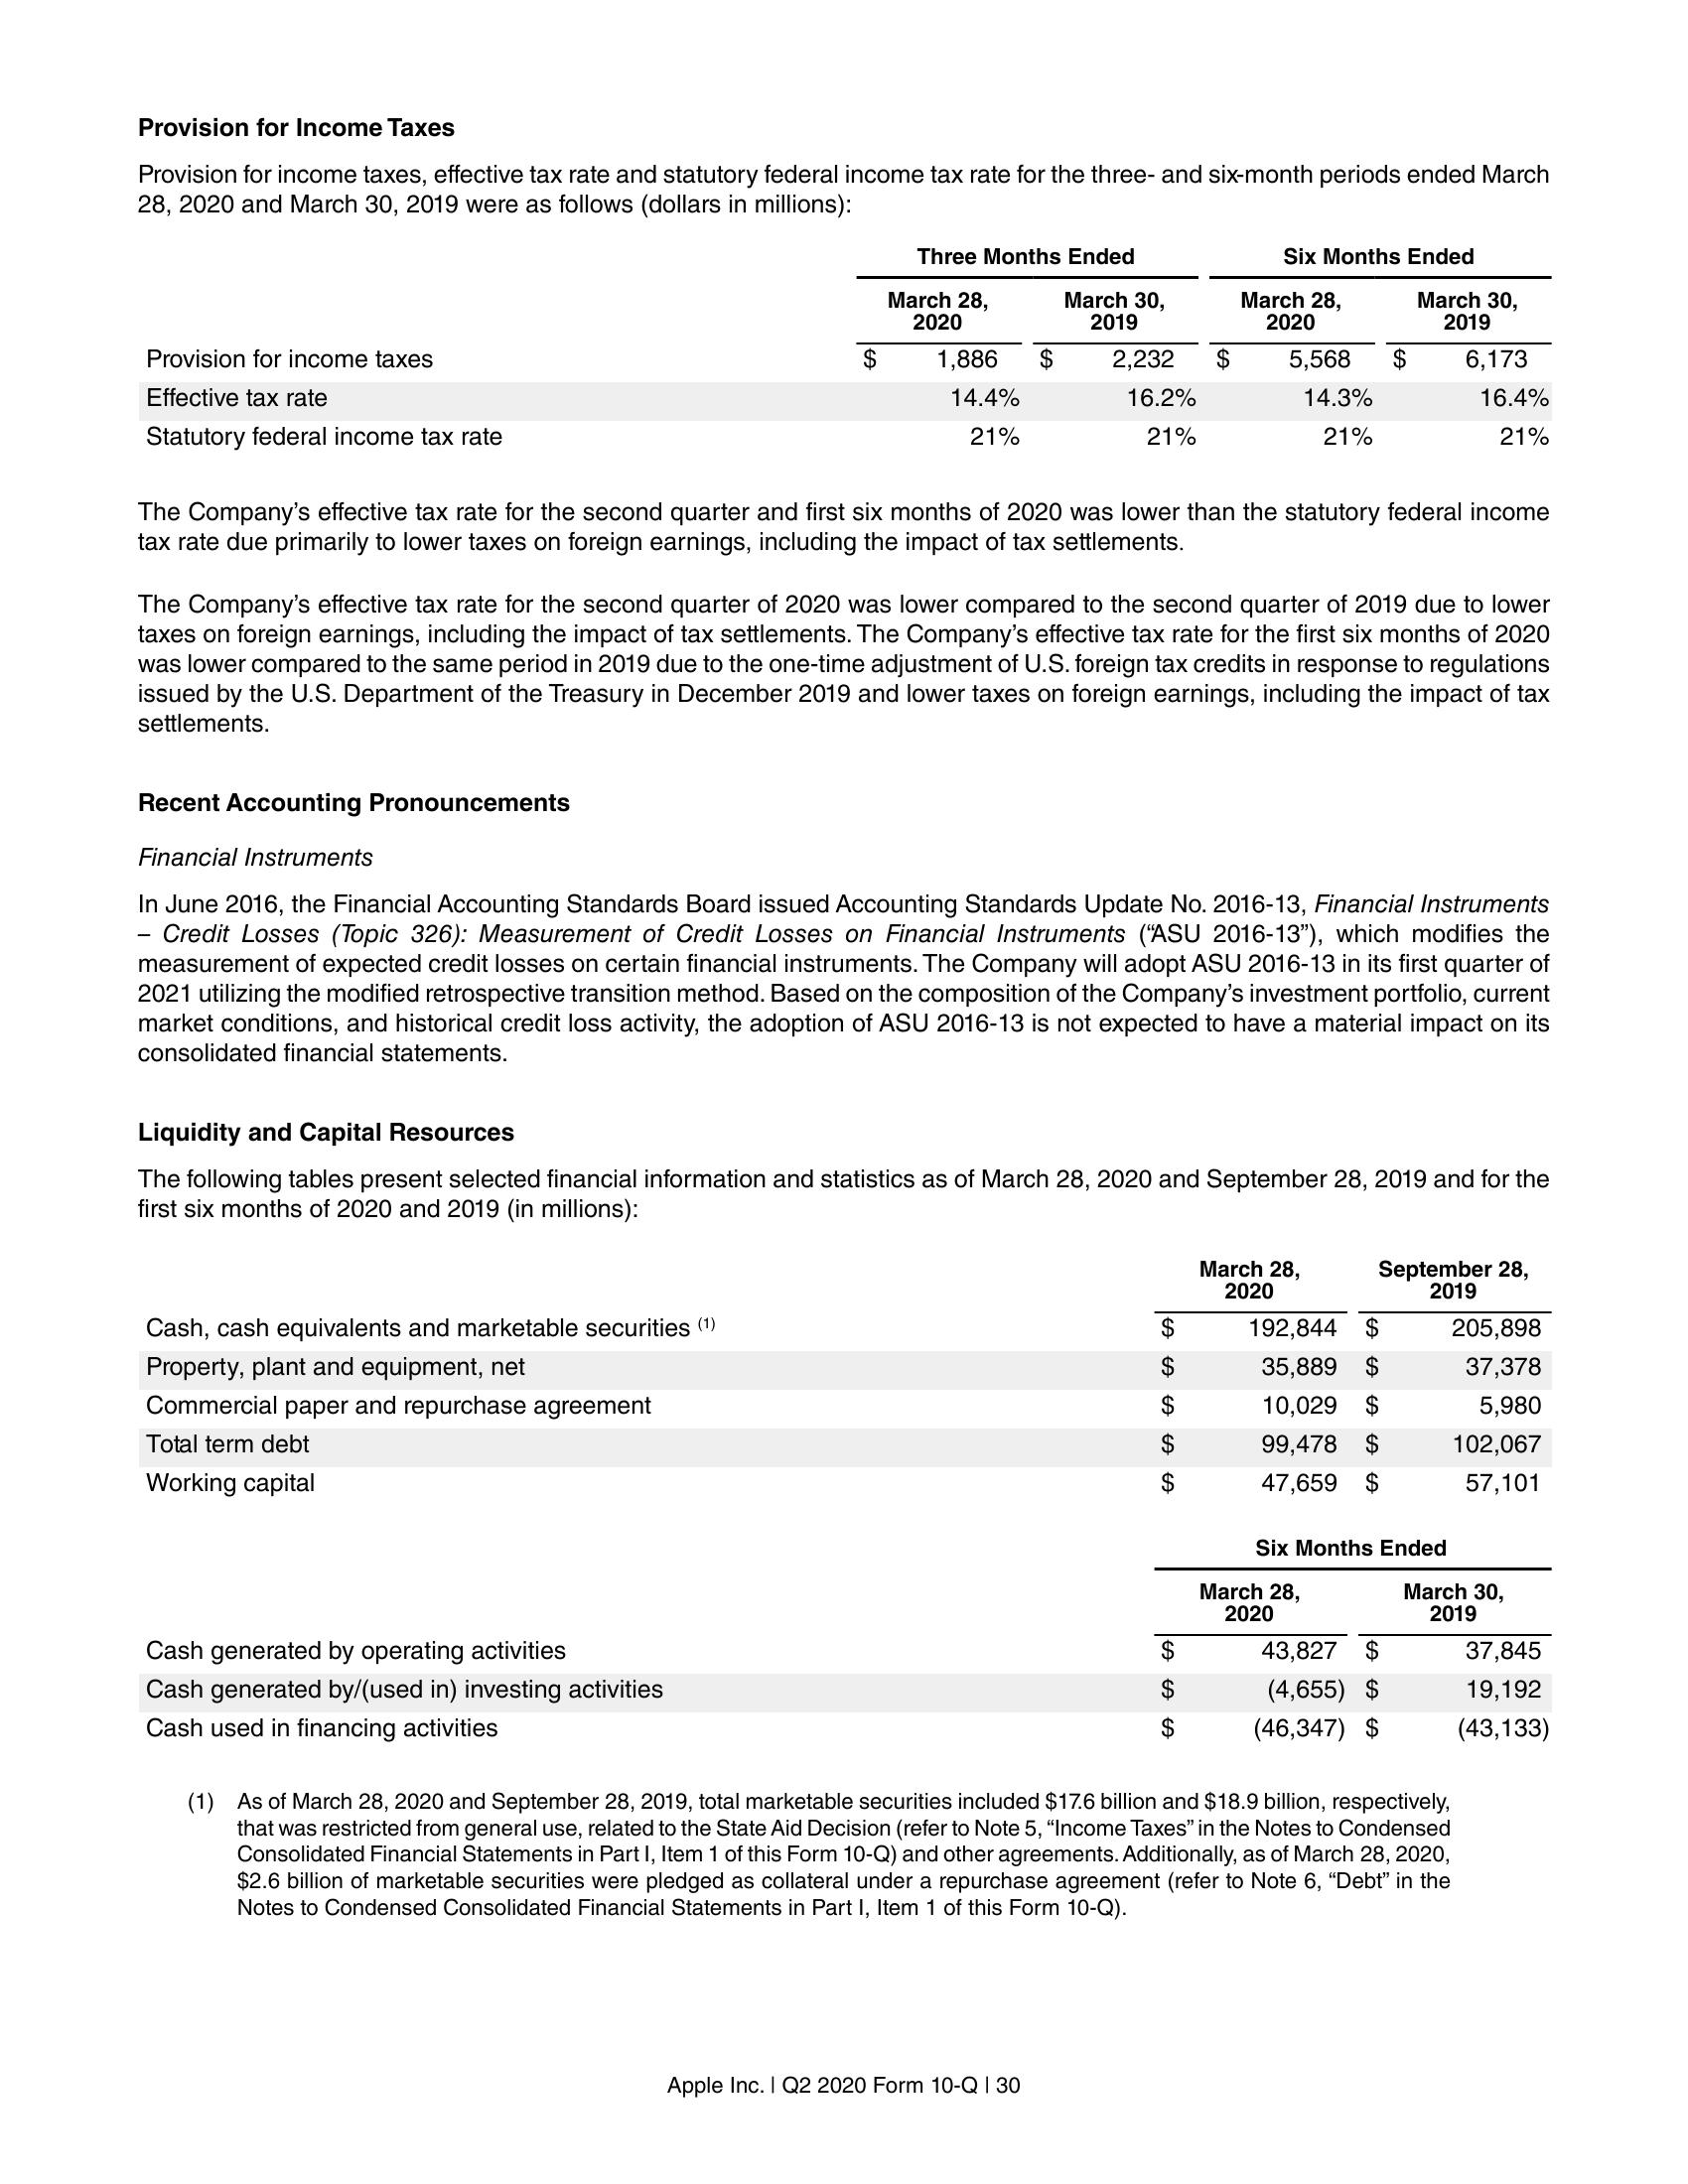 Provision for Income Taxes
Provision for income taxes, effective tax rate and statutory federal income tax rate for the three- and six-month periods ended March
28, 2020 and March 30, 2019 were as follows (dollars in millions):
Three Months Ended Six Months Ended
March 28, 2020 March 30, 2019 March 28, 2020 March 30, 2019
Provision for income taxes $ 1,886 $ 2,232 $ 5,568 $ 6,173
Effective tax rate 14.4% 16.2% 14.3% 16.4%
Statutory federal income tax rate 21% 21% 21% 21%
The Company’s effective tax rate for the second quarter and first six months of 2020 was lower than the statutory federal income
tax rate due primarily to lower taxes on foreign earnings, including the impact of tax settlements.
The Company’s effective tax rate for the second quarter of 2020 was lower compared to the second quarter of 2019 due to lower
taxes on foreign earnings, including the impact of tax settlements. The Company’s effective tax rate for the first six months of 2020
was lower compared to the same period in 2019 due to the one-time adjustment of U.S. foreign tax credits in response to regulations
issued by the U.S. Department of the Treasury in December 2019 and lower taxes on foreign earnings, including the impact of tax
settlements.
Recent Accounting Pronouncements
Financial Instruments
In June 2016, the Financial Accounting Standards Board issued Accounting Standards Update No. 2016-13, Financial Instruments
– Credit Losses (Topic 326): Measurement of Credit Losses on Financial Instruments (“ASU 2016-13”), which modifies the
measurement of expected credit losses on certain financial instruments. The Company will adopt ASU 2016-13 in its first quarter of
2021 utilizing the modified retrospective transition method. Based on the composition of the Company’s investment portfolio, current
market conditions, and historical credit loss activity, the adoption of ASU 2016-13 is not expected to have a material impact on its
consolidated financial statements.
Liquidity and Capital Resources
The following tables present selected financial information and statistics as of March 28, 2020 and September 28, 2019 and for the
first six months of 2020 and 2019 (in millions):
March 28, 2020 September 28, 2019
Cash, cash equivalents and marketable securities (1) $ 192,844 $ 205,898
Property, plant and equipment, net $ 35,889 $ 37,378
Commercial paper and repurchase agreement $ 10,029 $ 5,980
Total term debt $ 99,478 $ 102,067
Working capital $ 47,659 $ 57,101
Six Months Ended
March 28, 2020 March 30, 2019
Cash generated by operating activities $ 43,827 $ 37,845
Cash generated by/(used in) investing activities $ (4,655) $ 19,192
Cash used in financing activities $ (46,347) $ (43,133)
(1) As of March 28, 2020 and September 28, 2019, total marketable securities included $17.6 billion and $18.9 billion, respectively,
that was restricted from general use, related to the State Aid Decision (refer to Note 5, “Income Taxes” in the Notes to Condensed
Consolidated Financial Statements in Part I, Item 1 of this Form 10-Q) and other agreements. Additionally, as of March 28, 2020,
$2.6 billion of marketable securities were pledged as collateral under a repurchase agreement (refer to Note 6, “Debt” in the
Notes to Condensed Consolidated Financial Statements in Part I, Item 1 of this Form 10-Q).
Apple Inc. | Q2 2020 Form 10-Q | 30